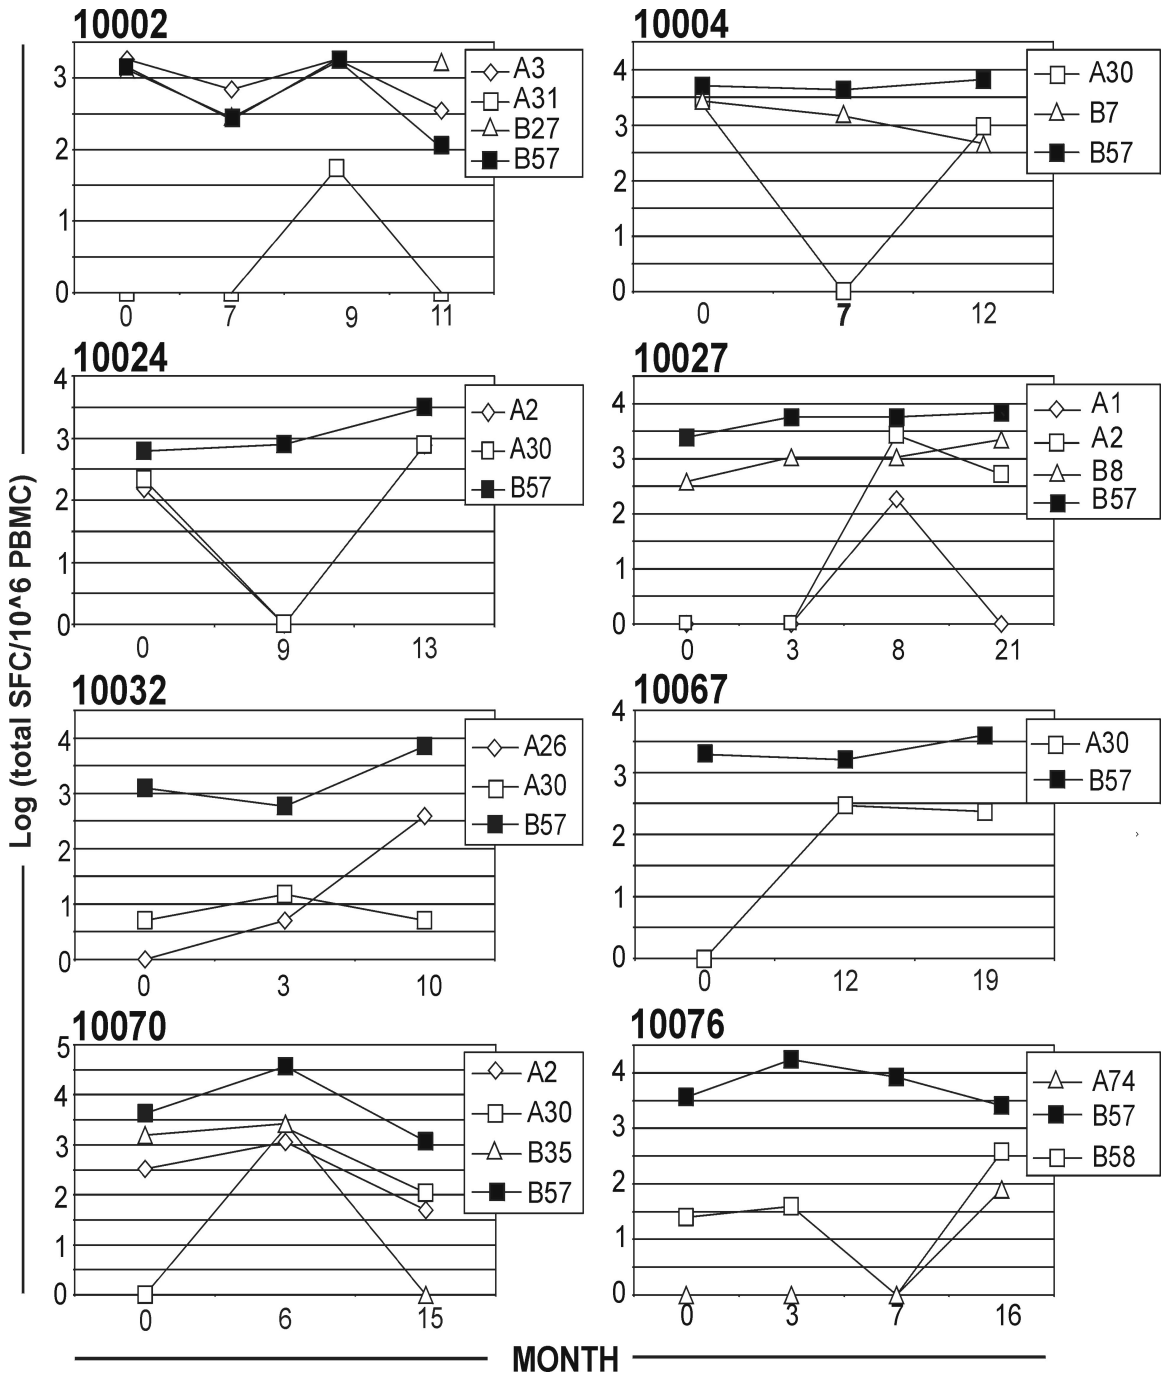 10002
3
2
1
0
0 7 9 11
A3
A31
B27
B57
10004
4
3
2
1
0
0 7 12
A30
B7
B57
10024
4
3
2
1
0
0 9 13
A2
A30
B57
10027
4
3
2
1
0
0 3 8 21
A1
A2
B8
B57
10032
4
3
2
1
0
0 3 10
A26
A30
B57
10067
4
3
2
1
0
0 12 19
A30
B57
10070
5
4
3
2
1
0
0 6 15
A2
A30
B35
B57
10076
4
3
2
1
0
0 3 7 16
A74
B57
B58
Log (total SFC/10^6 PBMC)
MONTH